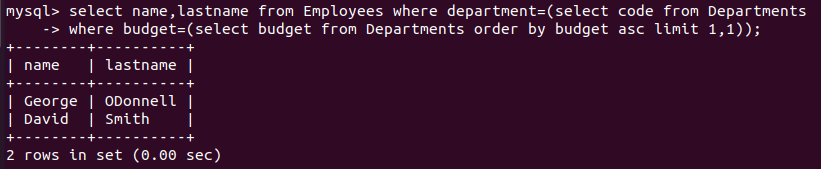 mysql> select name,lastname from Employees where department=(select code from Departments
    -> where budget=(select budget from Departments order by budget asc limit 1,1));
+--------+----------+
| name   | lastname |
+--------+----------+
| George | ODonnell |
| David  | Smith    |
+--------+----------+
2 rows in set (0.00 sec)